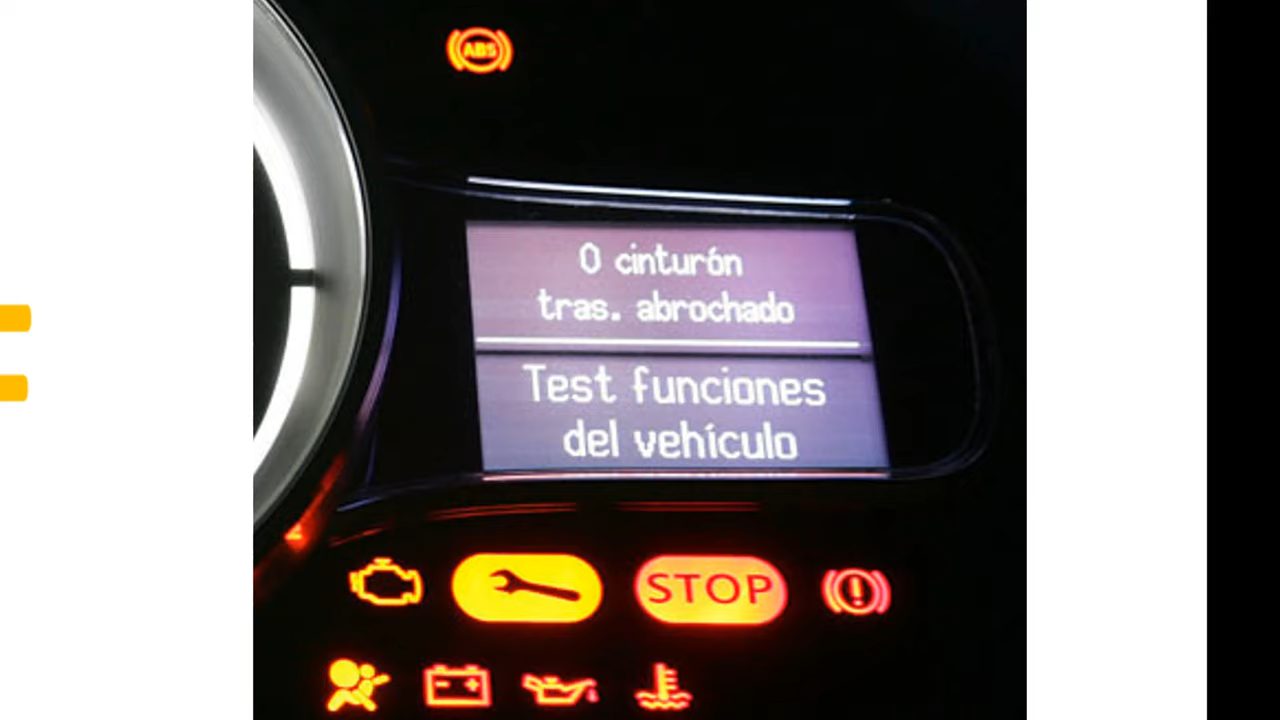 ABS
0 cinturón
tras. abrochado
Test funciones
del vehículo
STOP